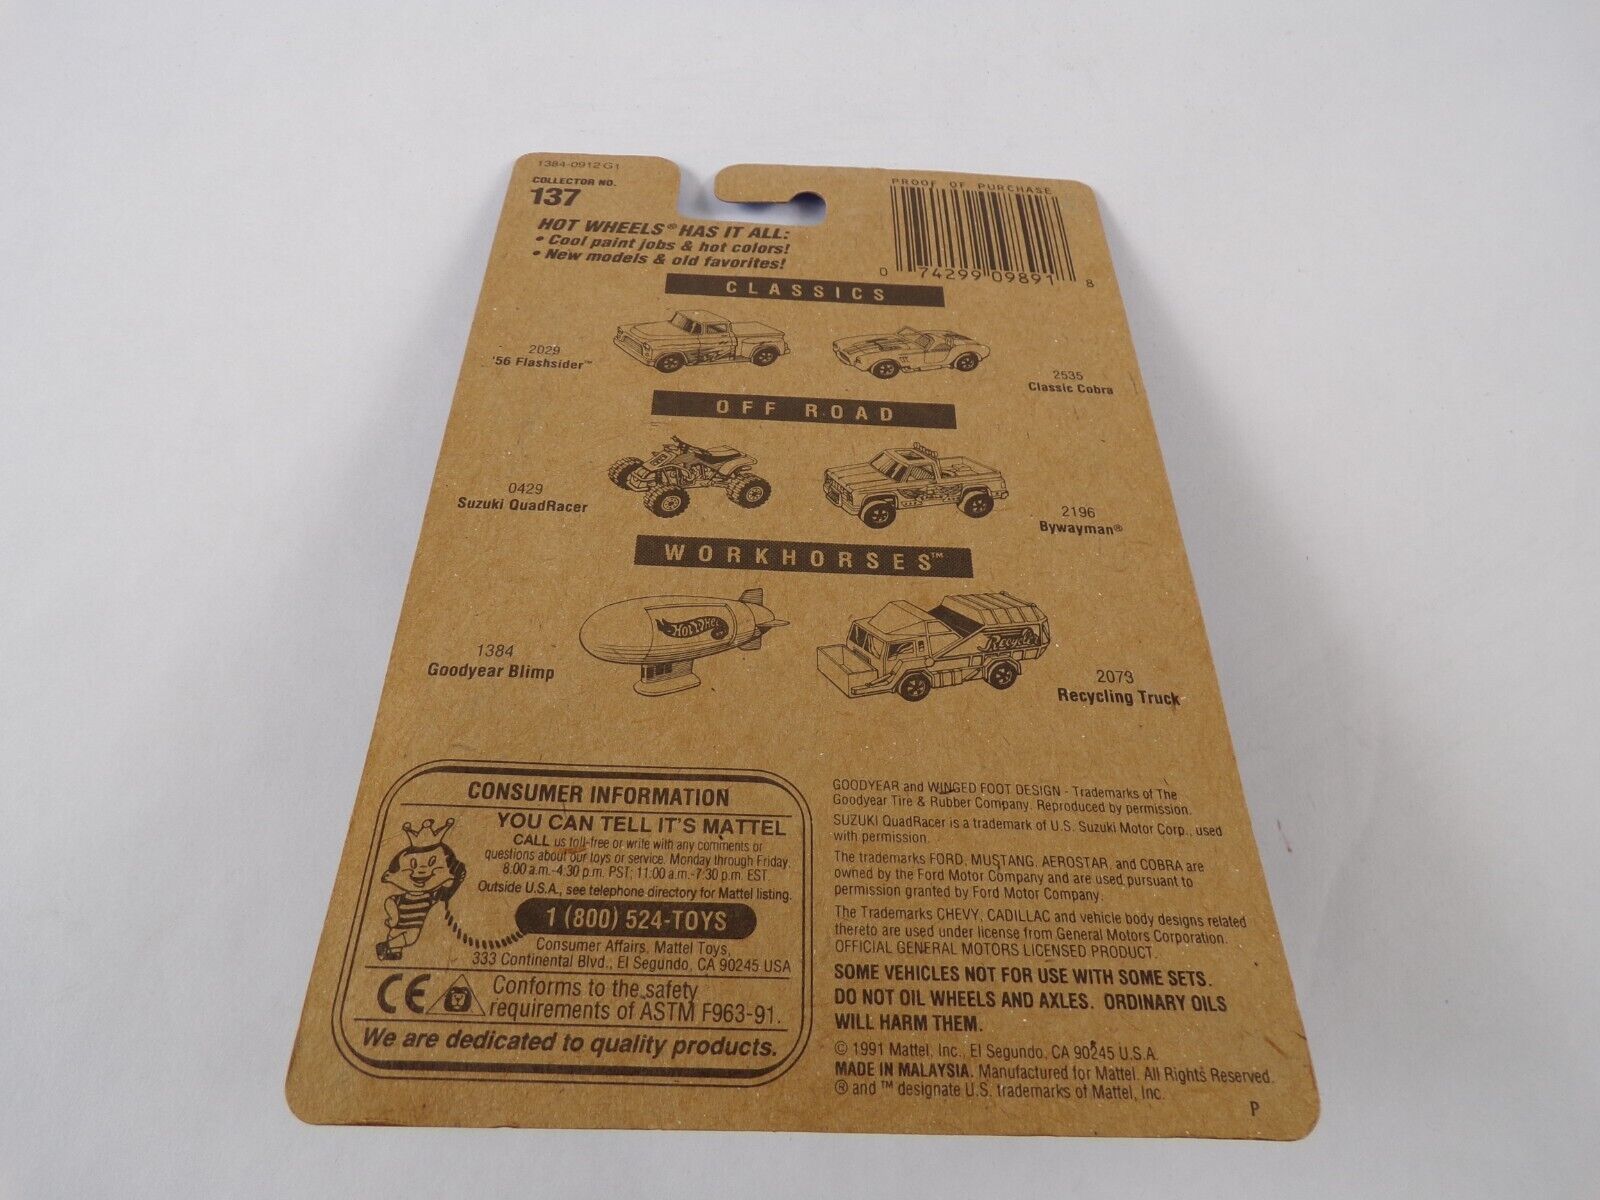 1384-0912 G1
COLLECTOR NO.
137
PROOF OF PURCHASE
0 74299 09891 8
HOT WHEELS® HAS IT ALL:
• Cool paint jobs & hot colors!
• New models & old favorites!
CLASSICS
2029
'56 Flashsider™
2535
Classic Cobra
OFF ROAD
0429
Suzuki QuadRacer
2196
Bywayman®
WORKHORSES™
Hot Wheels
1384
Goodyear Blimp
Recycler
2073
Recycling Truck
CONSUMER INFORMATION
YOU CAN TELL IT'S MATTEL
CALL us toll-free or write with any comments or
questions about our toys or service. Monday through Friday.
8:00 a.m.-4:30 p.m. PST; 11:00 a.m.-7:30 p.m. EST.
Outside U.S.A., see telephone directory for Mattel listing.
1 (800) 524-TOYS
Consumer Affairs, Mattel Toys,
333 Continental Blvd., El Segundo, CA 90245 USA
CE
Conforms to the safety
requirements of ASTM F963-91.
We are dedicated to quality products.
GOODYEAR and WINGED FOOT DESIGN - Trademarks of The
Goodyear Tire & Rubber Company. Reproduced by permission.
SUZUKI QuadRacer is a trademark of U.S. Suzuki Motor Corp., used
with permission.
The trademarks FORD, MUSTANG, AEROSTAR, and COBRA are
owned by the Ford Motor Company and are used pursuant to
permission granted by Ford Motor Company.
The Trademarks CHEVY, CADILLAC and vehicle body designs related
thereto are used under license from General Motors Corporation.
OFFICIAL GENERAL MOTORS LICENSED PRODUCT.
SOME VEHICLES NOT FOR USE WITH SOME SETS.
DO NOT OIL WHEELS AND AXLES. ORDINARY OILS
WILL HARM THEM.
© 1991 Mattel, Inc., El Segundo, CA 90245 U.S.A.
MADE IN MALAYSIA. Manufactured for Mattel. All Rights Reserved.
® and ™ designate U.S. trademarks of Mattel, Inc.
P